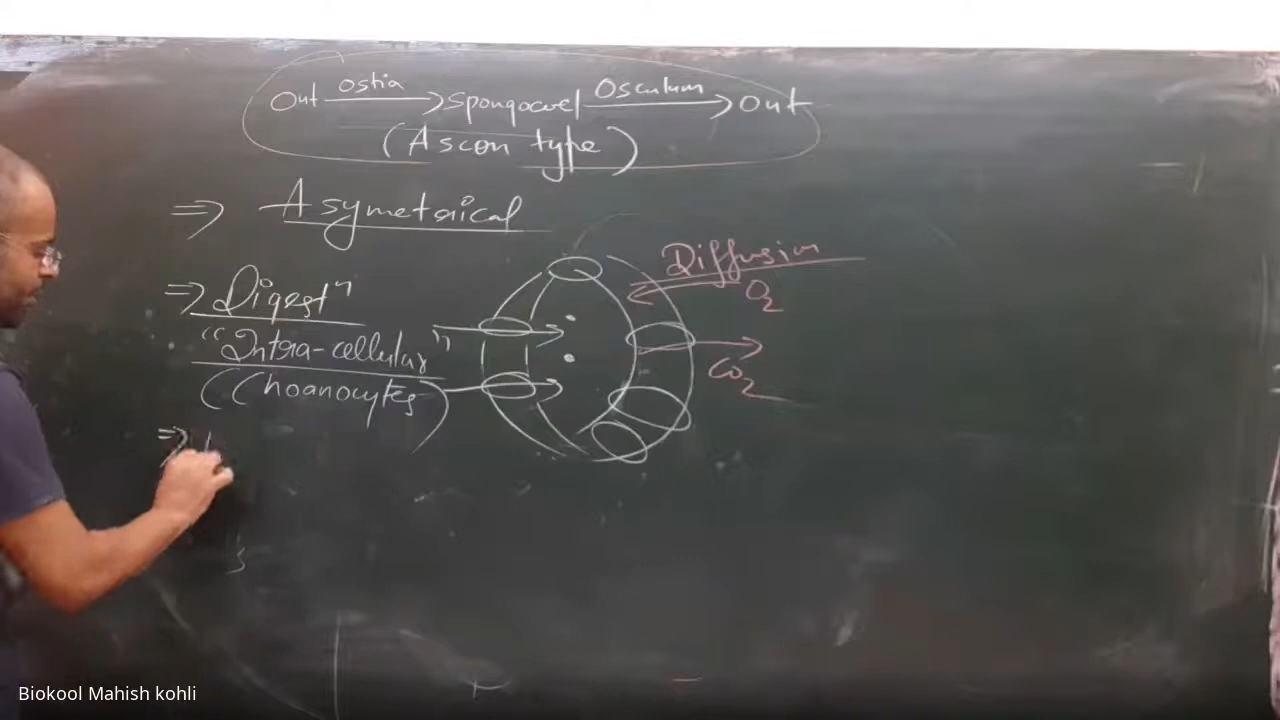 Out ostia → Spongocoel Osculum → Out
(Ascon type)
⇒ Asymetrical
⇒ Digestⁿ
"Intra-cellular"
(Choanocytes)
⇒
Diffusion
O₂
CO₂
Biokool Mahish kohli